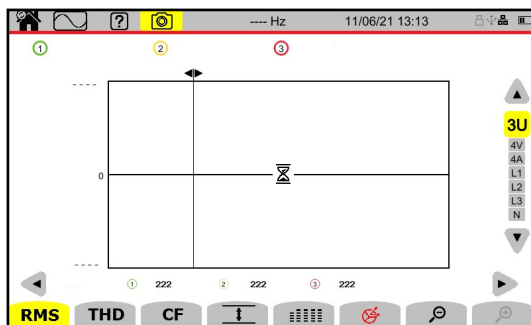 ? ---- Hz 11/06/21 13:13
1 2 3
----
3U
4V
4A
L1
L2
L3
N
0
----
1 222 2 222 3 222
RMS THD CF